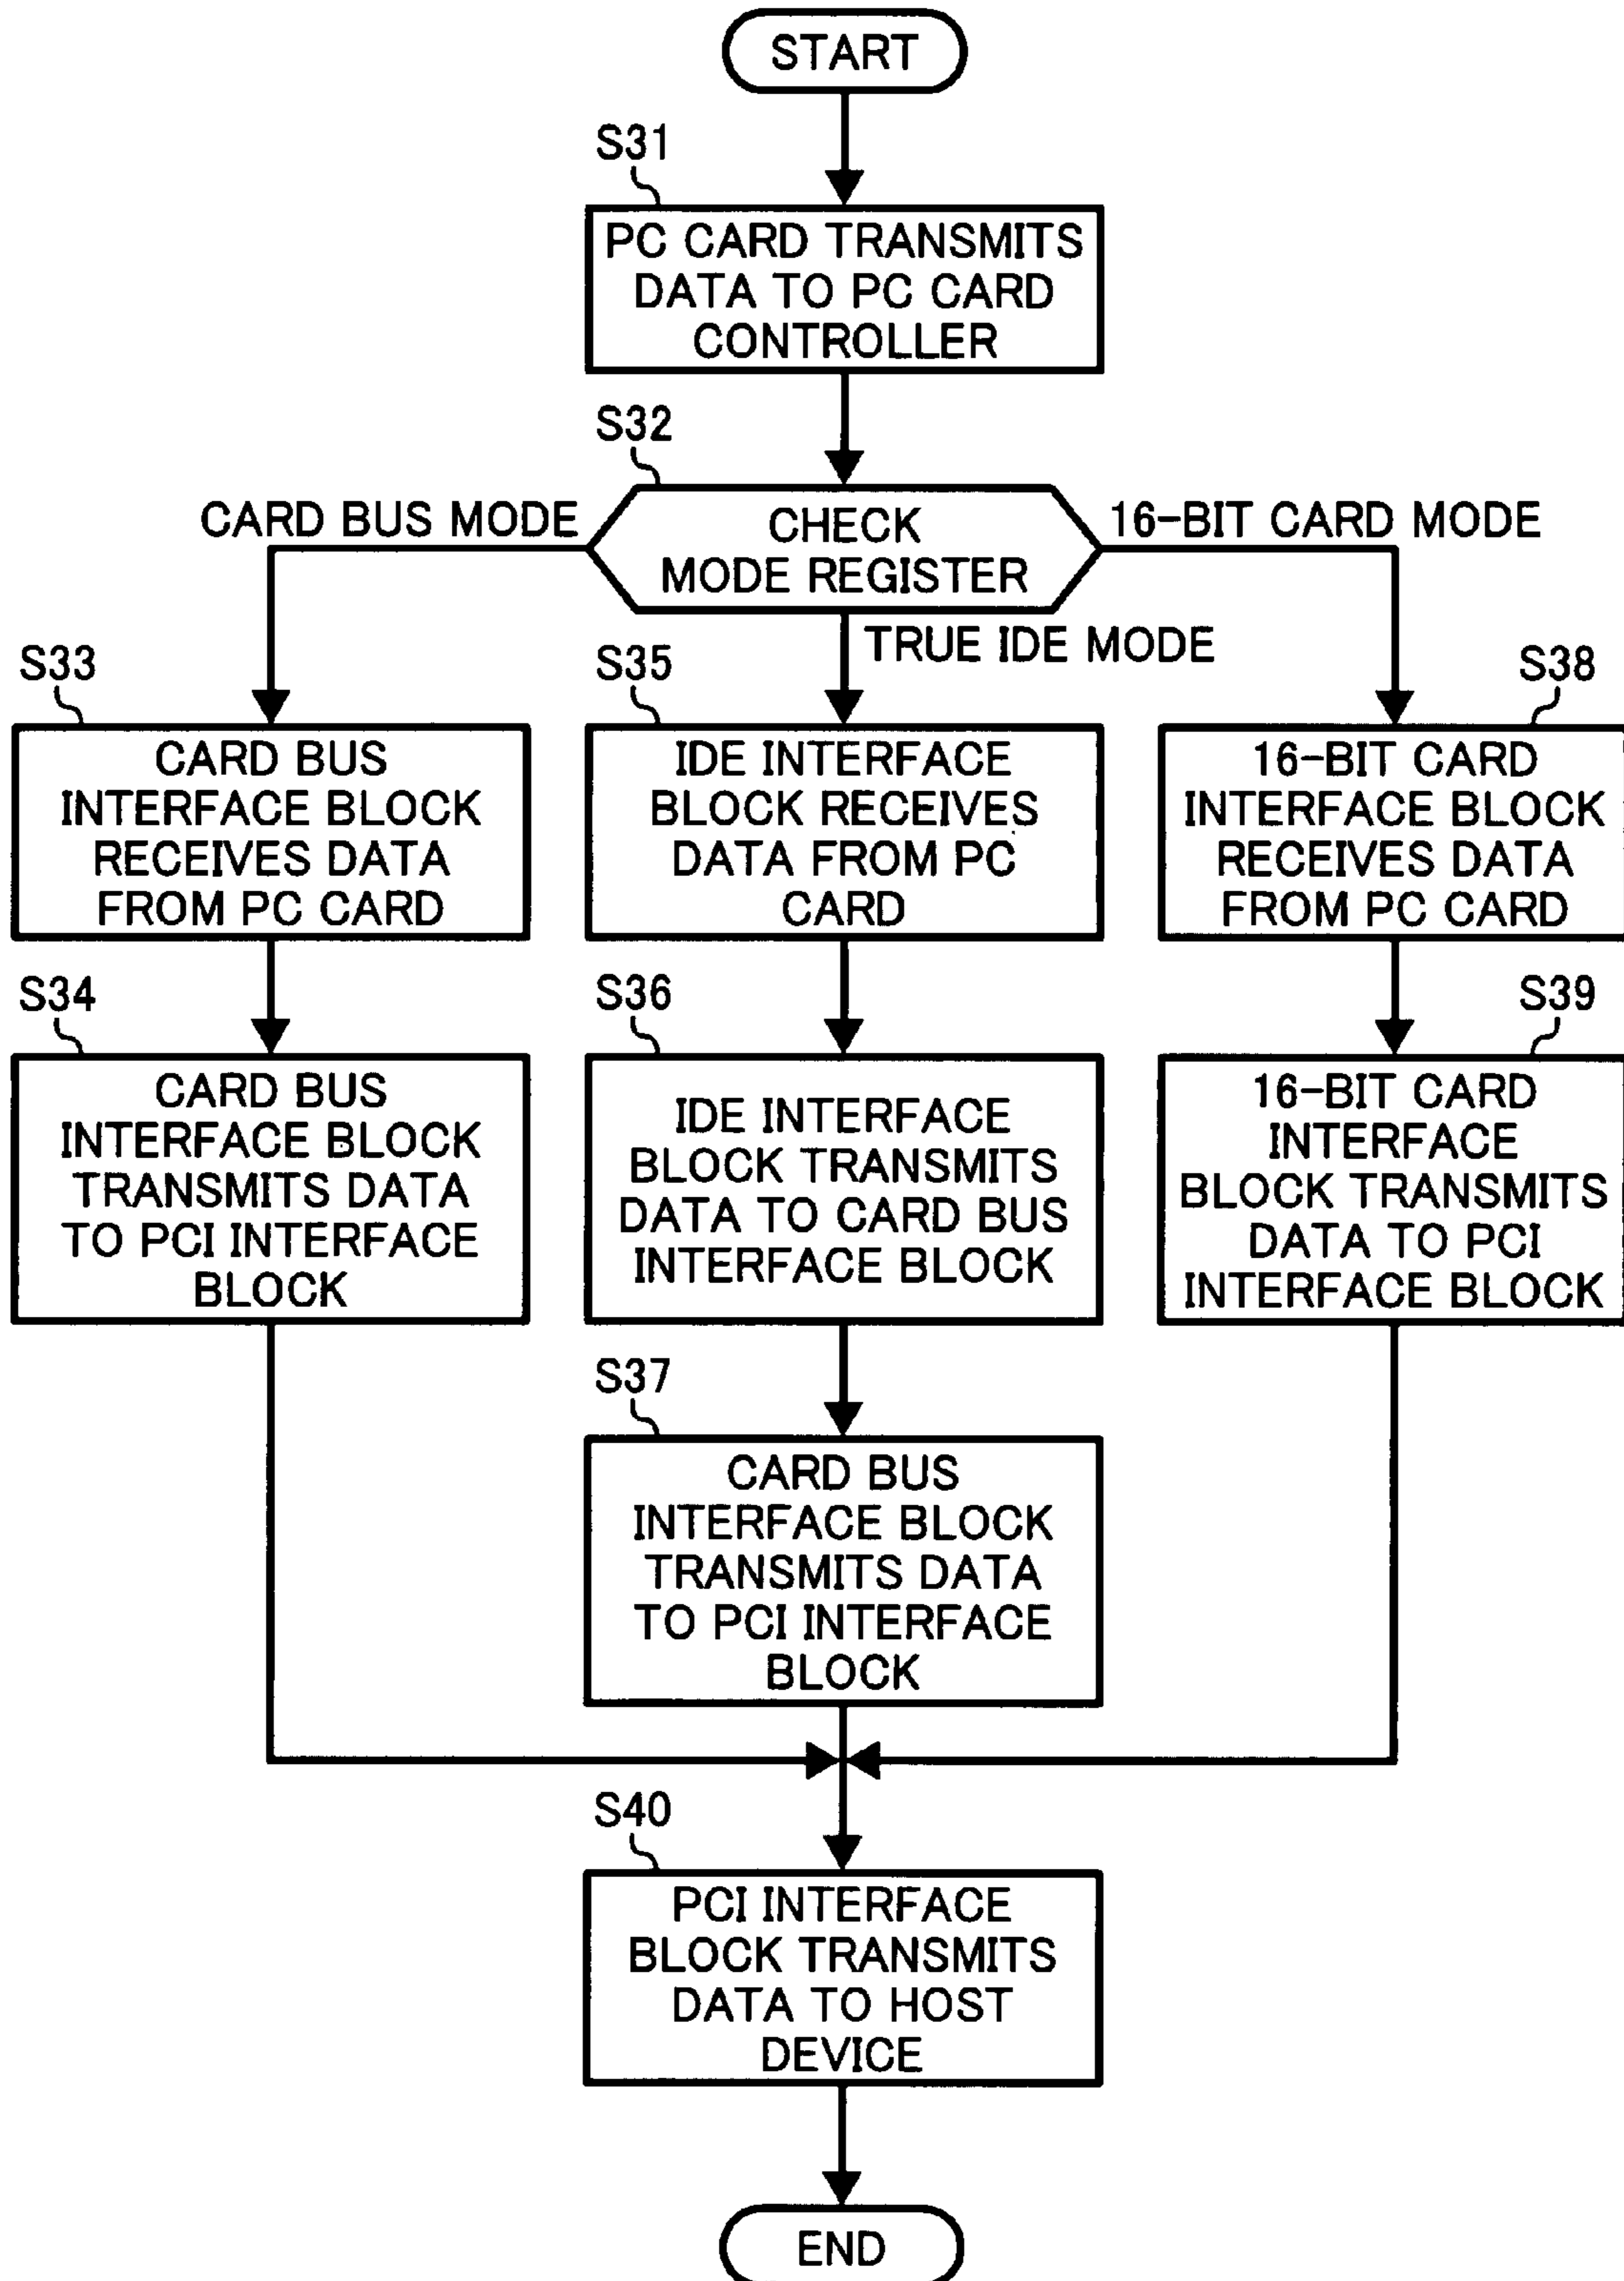 START
S31
PC CARD TRANSMITS
DATA TO PC CARD
CONTROLLER
S32
CARD BUS MODE
CHECK
MODE REGISTER
16-BIT CARD MODE
TRUE IDE MODE
S33
CARD BUS
INTERFACE BLOCK
RECEIVES DATA
FROM PC CARD
S35
IDE INTERFACE
BLOCK RECEIVES
DATA FROM PC
CARD
S38
16-BIT CARD
INTERFACE BLOCK
RECEIVES DATA
FROM PC CARD
S34
CARD BUS
INTERFACE BLOCK
TRANSMITS DATA
TO PCI INTERFACE
BLOCK
S36
IDE INTERFACE
BLOCK TRANSMITS
DATA TO CARD BUS
INTERFACE BLOCK
S39
16-BIT CARD
INTERFACE
BLOCK TRANSMITS
DATA TO PCI
INTERFACE BLOCK
S37
CARD BUS
INTERFACE BLOCK
TRANSMITS DATA
TO PCI INTERFACE
BLOCK
S40
PCI INTERFACE
BLOCK TRANSMITS
DATA TO HOST
DEVICE
END